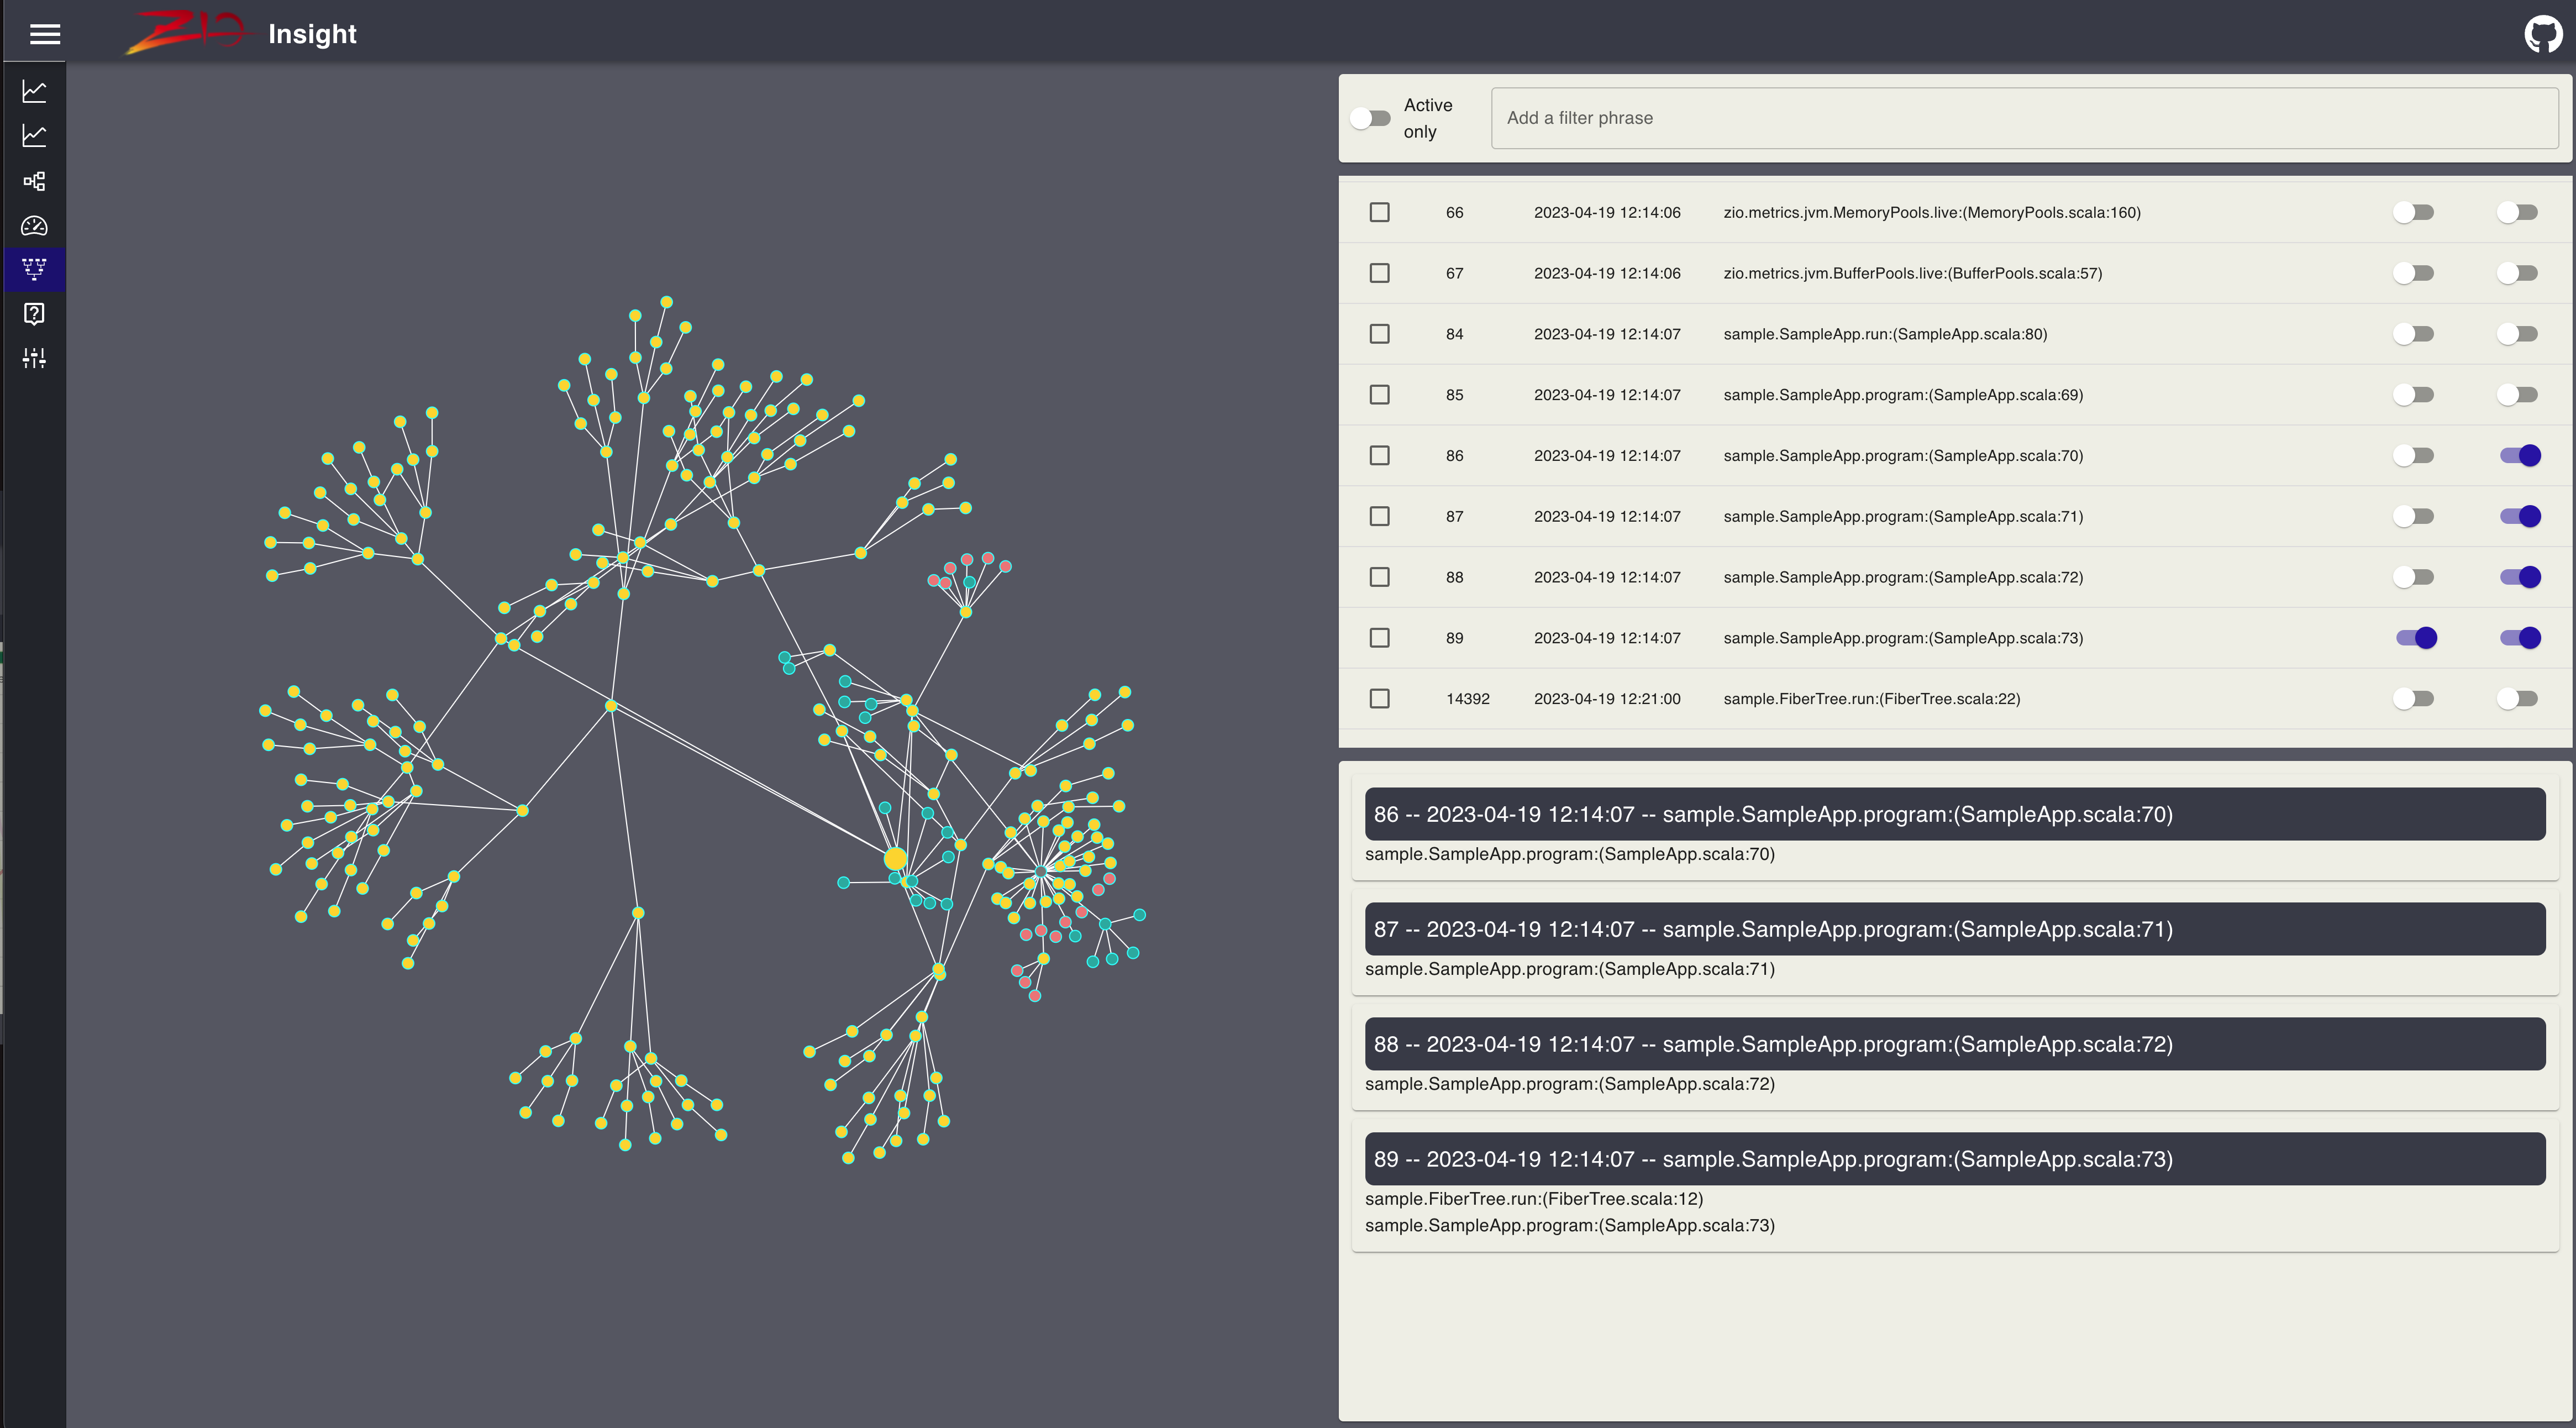 ZIO Insight
Active only
Add a filter phrase
66 2023-04-19 12:14:06 zio.metrics.jvm.MemoryPools.live:(MemoryPools.scala:160)
67 2023-04-19 12:14:06 zio.metrics.jvm.BufferPools.live:(BufferPools.scala:57)
84 2023-04-19 12:14:07 sample.SampleApp.run:(SampleApp.scala:80)
85 2023-04-19 12:14:07 sample.SampleApp.program:(SampleApp.scala:69)
86 2023-04-19 12:14:07 sample.SampleApp.program:(SampleApp.scala:70)
87 2023-04-19 12:14:07 sample.SampleApp.program:(SampleApp.scala:71)
88 2023-04-19 12:14:07 sample.SampleApp.program:(SampleApp.scala:72)
89 2023-04-19 12:14:07 sample.SampleApp.program:(SampleApp.scala:73)
14392 2023-04-19 12:21:00 sample.FiberTree.run:(FiberTree.scala:22)
86 -- 2023-04-19 12:14:07 -- sample.SampleApp.program:(SampleApp.scala:70)
sample.SampleApp.program:(SampleApp.scala:70)
87 -- 2023-04-19 12:14:07 -- sample.SampleApp.program:(SampleApp.scala:71)
sample.SampleApp.program:(SampleApp.scala:71)
88 -- 2023-04-19 12:14:07 -- sample.SampleApp.program:(SampleApp.scala:72)
sample.SampleApp.program:(SampleApp.scala:72)
89 -- 2023-04-19 12:14:07 -- sample.SampleApp.program:(SampleApp.scala:73)
sample.FiberTree.run:(FiberTree.scala:12)
sample.SampleApp.program:(SampleApp.scala:73)